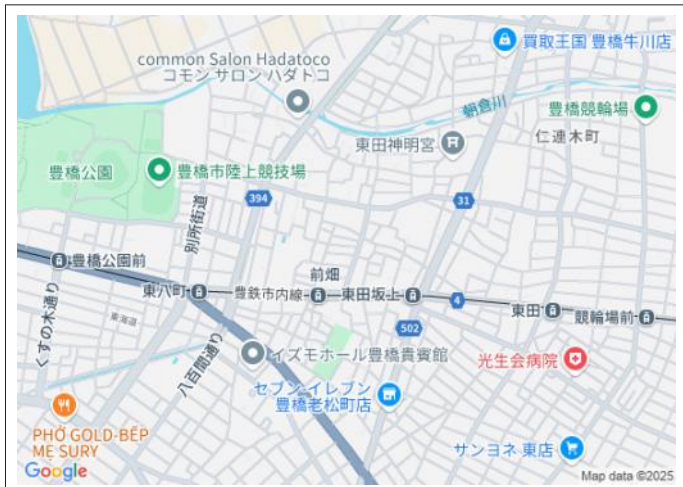 買取王国 豊橋牛川店
common Salon Hadatoco
コモン サロン ハダトコ
朝倉川
豊橋競輪場
仁連木町
東田神明宮
豊橋公園
豊橋市陸上競技場
394
31
別所街道
豊橋公園前
前畑
東八町
豊鉄市内線
東田坂上
4
東田
競輪場前
くすの木通り
東海道
502
八百間通り
イズモホール豊橋貴賓館
光生会病院
セブン-イレブン
豊橋老松町店
PHỞ GOLD-BẾP
MẸ SURY
サンヨネ 東店
Google
Map data ©2025